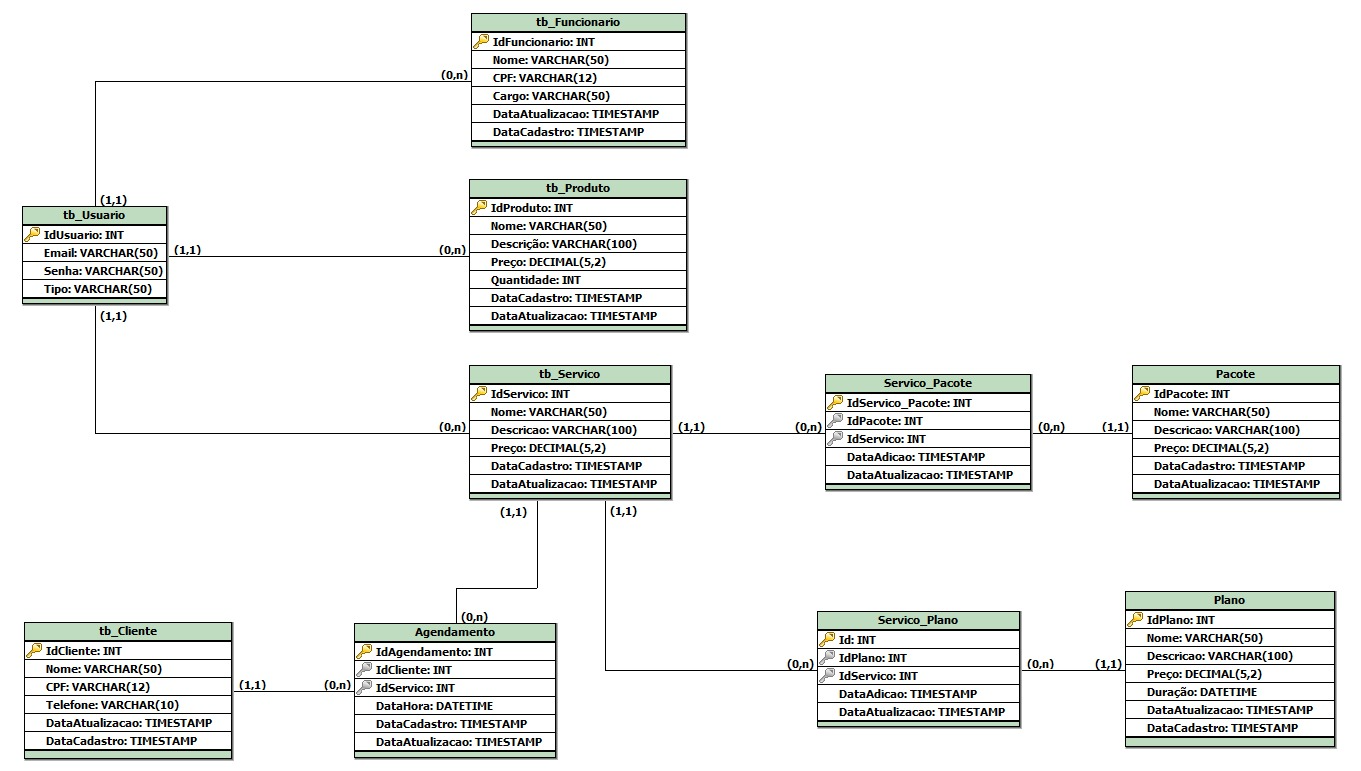 tb_Funcionario
IdFuncionario: INT
Nome: VARCHAR(50)
CPF: VARCHAR(12)
Cargo: VARCHAR(50)
DataAtualizacao: TIMESTAMP
DataCadastro: TIMESTAMP
(0,n)
(1,1)
tb_Usuario
IdUsuario: INT
Email: VARCHAR(50)
Senha: VARCHAR(50)
Tipo: VARCHAR(50)
(1,1)
(0,n)
(1,1)
tb_Produto
IdProduto: INT
Nome: VARCHAR(50)
Descrição: VARCHAR(100)
Preço: DECIMAL(5,2)
Quantidade: INT
DataCadastro: TIMESTAMP
DataAtualizacao: TIMESTAMP
(0,n)
tb_Servico
IdServico: INT
Nome: VARCHAR(50)
Descricao: VARCHAR(100)
Preço: DECIMAL(5,2)
DataCadastro: TIMESTAMP
DataAtualizacao: TIMESTAMP
(1,1)
(0,n)
Servico_Pacote
IdServico_Pacote: INT
IdPacote: INT
IdServico: INT
DataAdicao: TIMESTAMP
DataAtualizacao: TIMESTAMP
(0,n)
(1,1)
Pacote
IdPacote: INT
Nome: VARCHAR(50)
Descricao: VARCHAR(100)
Preço: DECIMAL(5,2)
DataCadastro: TIMESTAMP
DataAtualizacao: TIMESTAMP
(1,1)
(1,1)
(0,n)
tb_Cliente
IdCliente: INT
Nome: VARCHAR(50)
CPF: VARCHAR(12)
Telefone: VARCHAR(10)
DataAtualizacao: TIMESTAMP
DataCadastro: TIMESTAMP
(1,1)
(0,n)
Agendamento
IdAgendamento: INT
IdCliente: INT
IdServico: INT
DataHora: DATETIME
DataCadastro: TIMESTAMP
DataAtualizacao: TIMESTAMP
(0,n)
Servico_Plano
Id: INT
IdPlano: INT
IdServico: INT
DataAdicao: TIMESTAMP
DataAtualizacao: TIMESTAMP
(0,n)
(1,1)
Plano
IdPlano: INT
Nome: VARCHAR(50)
Descricao: VARCHAR(100)
Preço: DECIMAL(5,2)
Duração: DATETIME
DataAtualizacao: TIMESTAMP
DataCadastro: TIMESTAMP